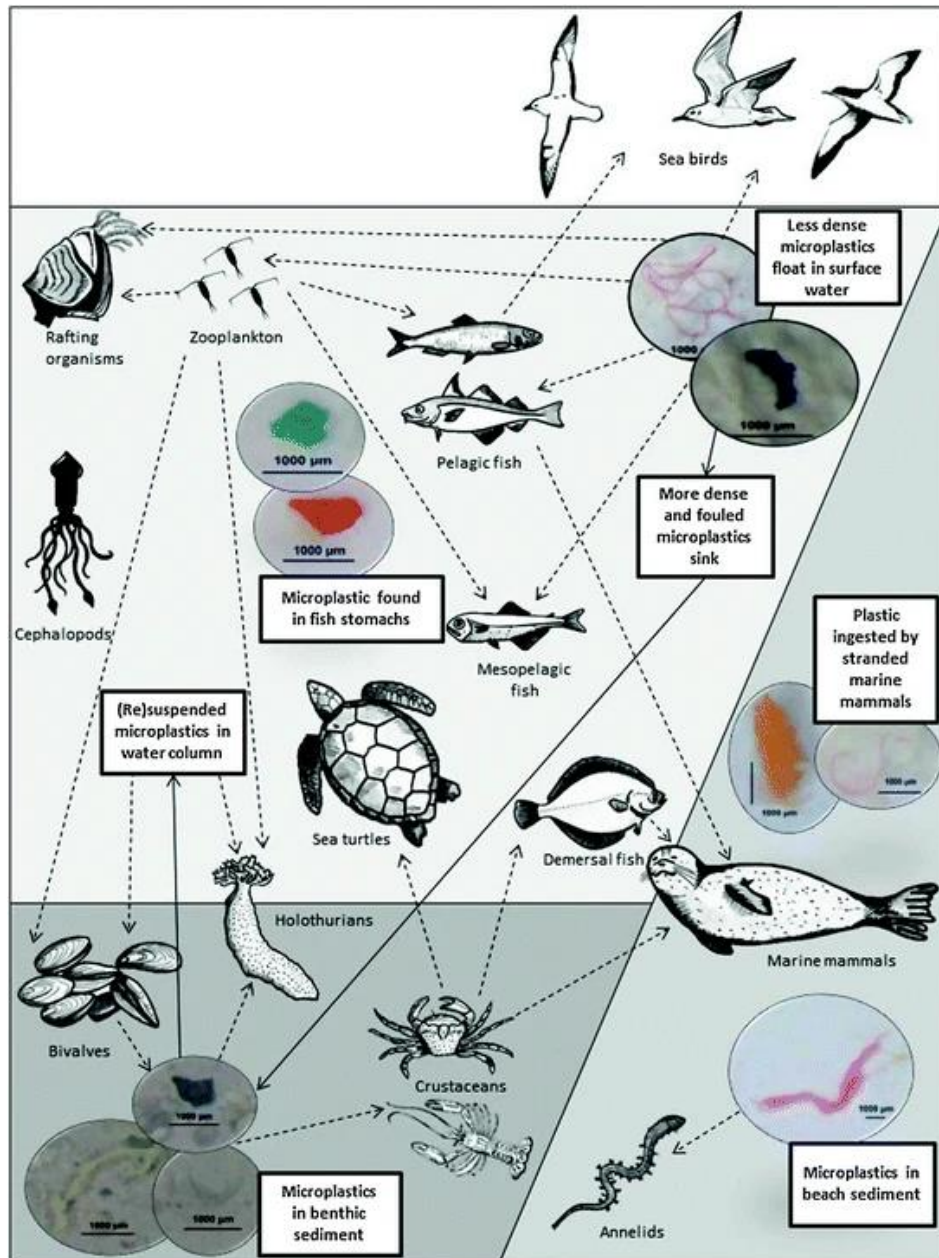 Sea birds
Less dense
microplastics
float in surface
water
Rafting
organisms
Zooplankton
1000
1000 µm
1000 µm
Pelagic fish
1000 µm
More dense
and fouled
microplastics
sink
Microplastic found
in fish stomachs
Cephalopods
Mesopelagic
fish
Plastic
ingested by
stranded
marine
mammals
(Re)suspended
microplastics in
water column
1000 µm
1000 µm
Sea turtles
Demersal fish
Holothurians
Marine mammals
Bivalves
Crustaceans
1000 µm
1000 µm
1000 µm
1000 µm
Microplastics
in benthic
sediment
Microplastics in
beach sediment
Annelids